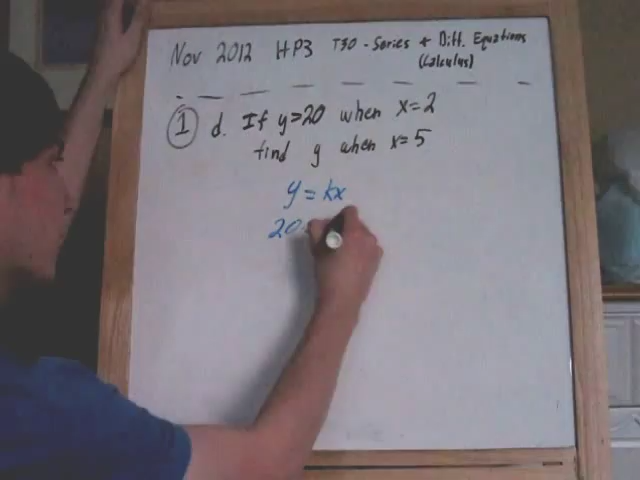 Nov 2012 HP3 T30 - Series & Diff. Equations
(Calculus)
1 d. If y=20 when x=2
find y when x=5
y = kx
20